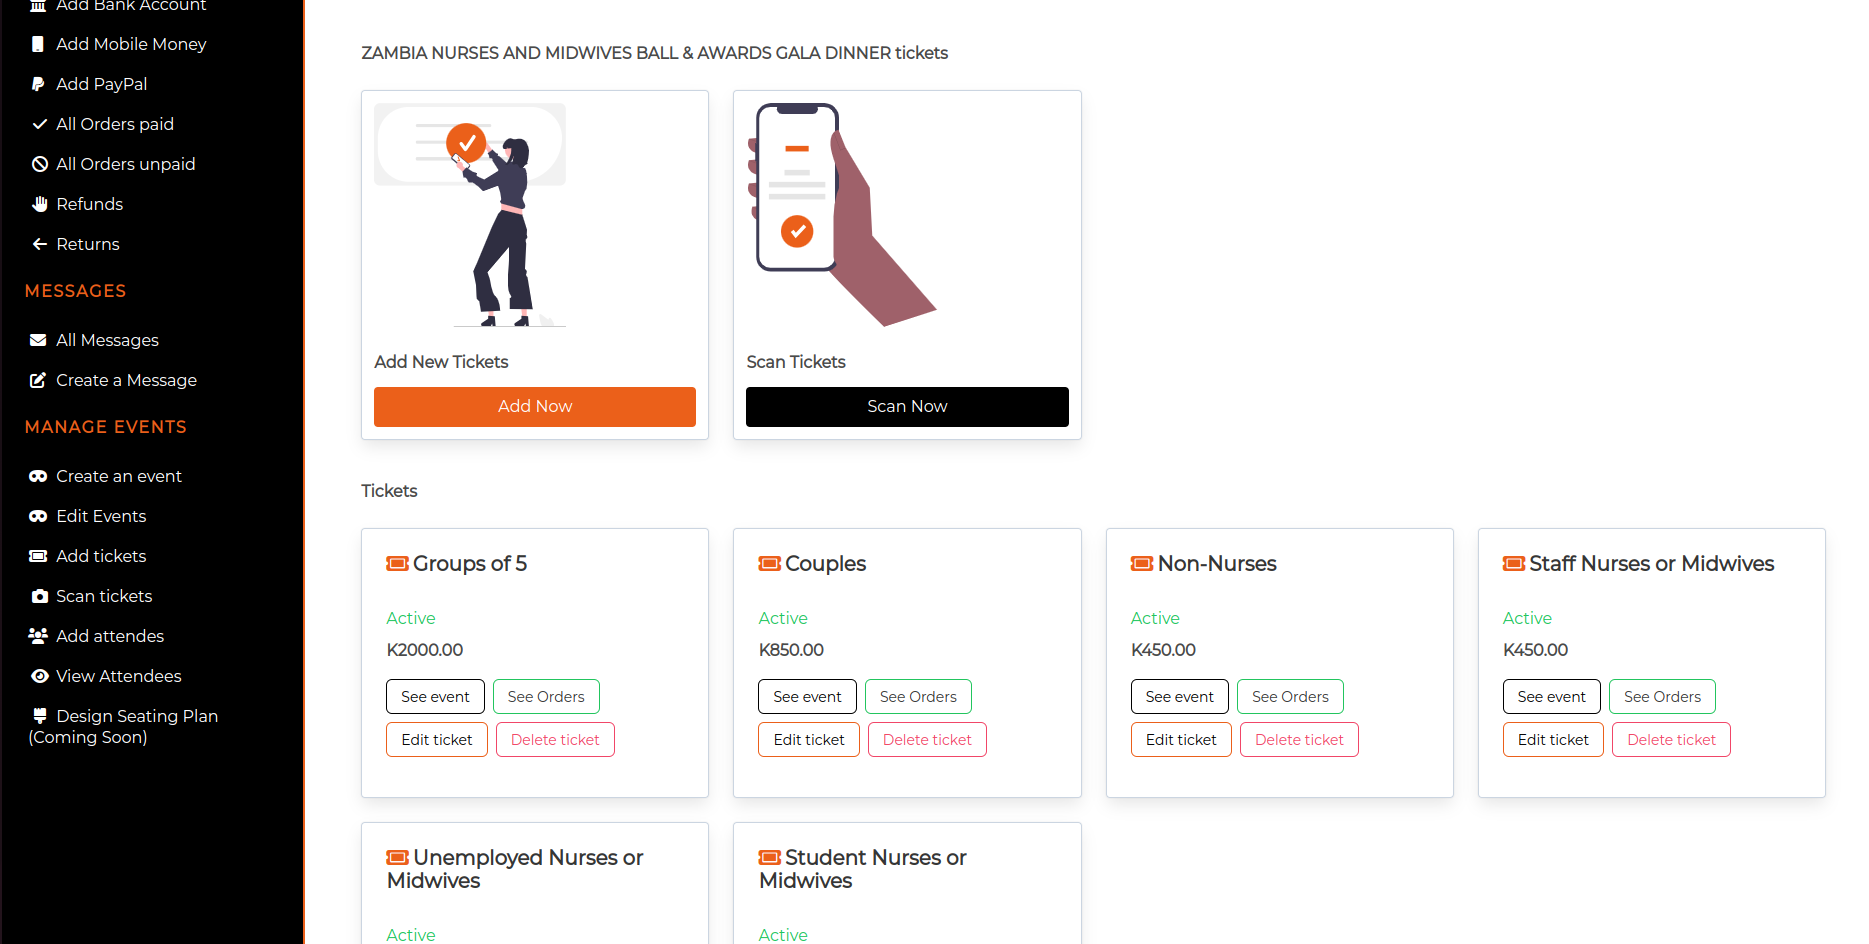 Add Bank Account
Add Mobile Money
Add PayPal
All Orders paid
All Orders unpaid
Refunds
Returns
MESSAGES
All Messages
Create a Message
MANAGE EVENTS
Create an event
Edit Events
Add tickets
Scan tickets
Add attendes
View Attendees
Design Seating Plan
(Coming Soon)
ZAMBIA NURSES AND MIDWIVES BALL & AWARDS GALA DINNER tickets
Add New Tickets
Add Now
Scan Tickets
Scan Now
Tickets
Groups of 5
Active
K2000.00
See event See Orders
Edit ticket Delete ticket
Couples
Active
K850.00
See event See Orders
Edit ticket Delete ticket
Non-Nurses
Active
K450.00
See event See Orders
Edit ticket Delete ticket
Staff Nurses or Midwives
Active
K450.00
See event See Orders
Edit ticket Delete ticket
Unemployed Nurses or
Midwives
Active
Student Nurses or
Midwives
Active